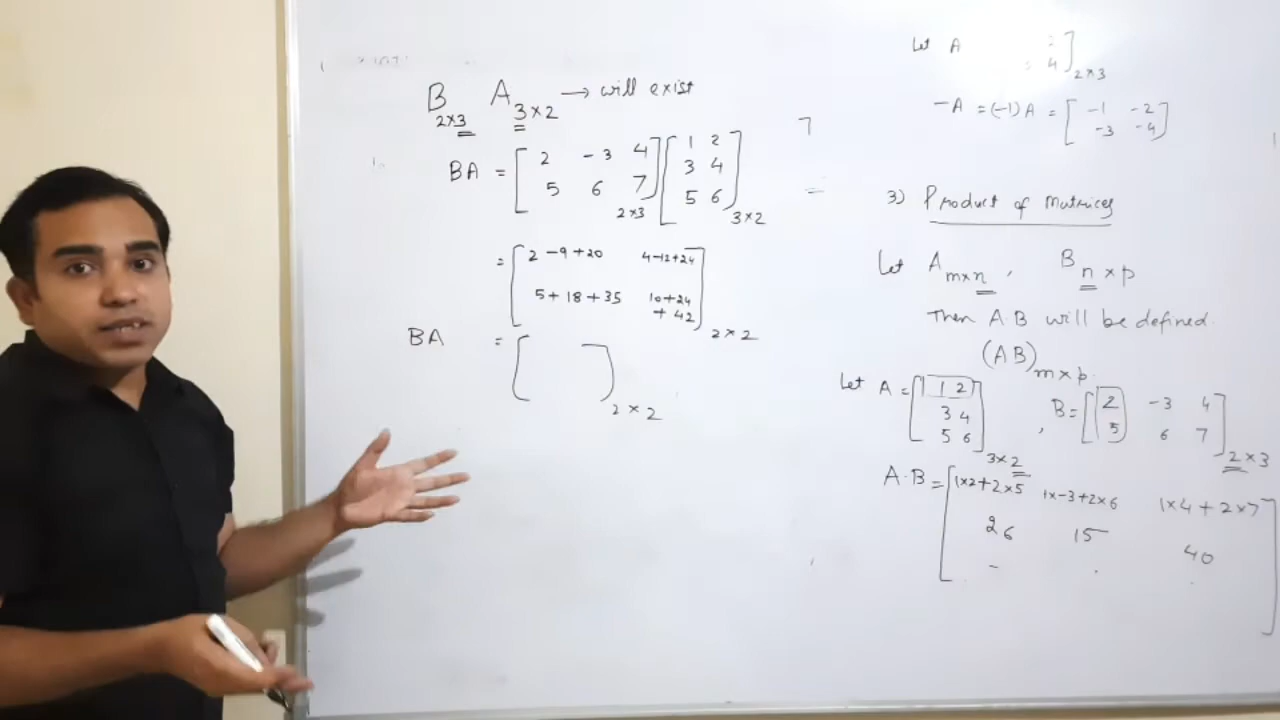 B 2×3 A 3×2 → will exist
BA = [ 2 -3 4 ] [ 1 2 ]
5 6 7 3 4
2×3 5 6
3×2
= [ 2-9+20 4-12+24 ]
5+18+35 10+24
+42
2×2
BA = [ ] 2×2
Let A
4 ] 2×3
-A = (-1)A = [ -1 -2 ]
-3 -4
3) Product of Matrices
Let A m×n , B n×p
Then AB will be defined.
(AB) m×p.
Let A = [ 1 2 ] , B = [ 2 -3 4 ]
3 4 5 6 7
5 6 2×3
3×2
A·B = [ 1×2+2×5 1×-3+2×6 1×4+2×7 ]
26 15 40
- . .